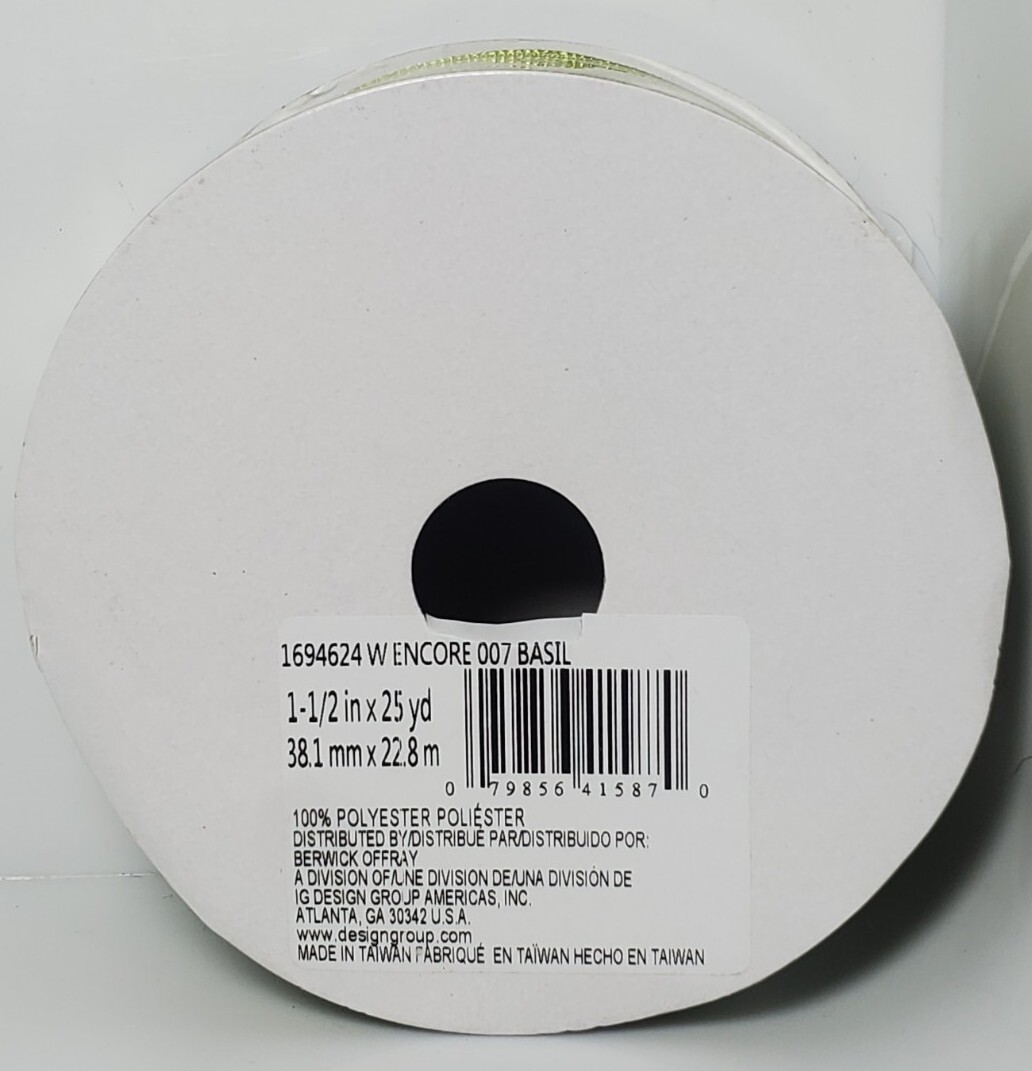 1694624 W ENCORE 007 BASIL
1-1/2 in x 25 yd
38.1 mm x 22.8 m
0 79856 41587 0
100% POLYESTER POLIÉSTER
DISTRIBUTED BY/DISTRIBUÉ PAR/DISTRIBUIDO POR:
BERWICK OFFRAY
A DIVISION OF/UNE DIVISION DE/UNA DIVISIÓN DE
IG DESIGN GROUP AMERICAS, INC.
ATLANTA, GA 30342 U.S.A.
www.designgroup.com
MADE IN TAIWAN FABRIQUÉ EN TAÏWAN HECHO EN TAIWAN